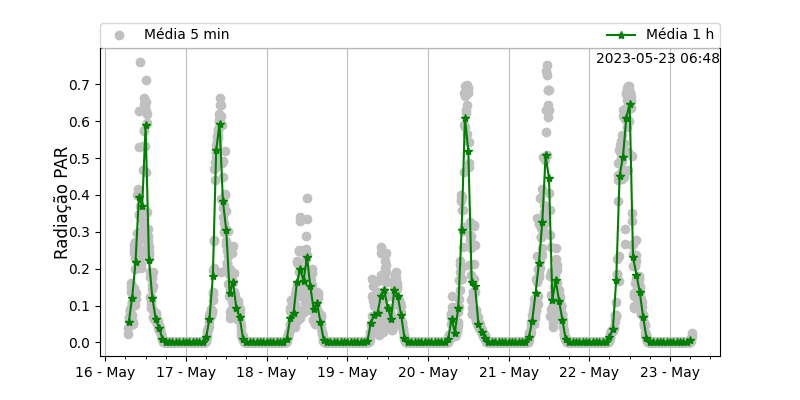 Média 5 min
Média 1 h
2023-05-23 06:48
Radiação PAR
0.7
0.6
0.5
0.4
0.3
0.2
0.1
0.0
16 - May
17 - May
18 - May
19 - May
20 - May
21 - May
22 - May
23 - May